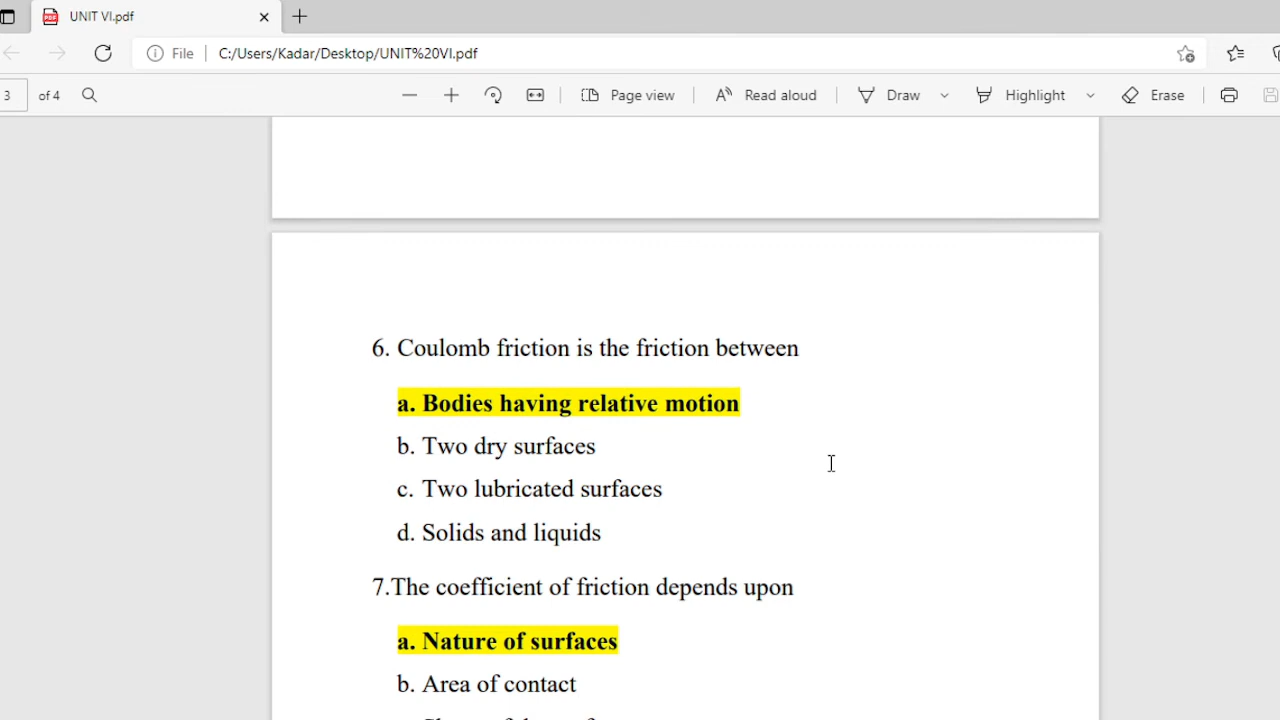 UNIT VI.pdf
File
C:/Users/Kadar/Desktop/UNIT%20VI.pdf
3 of 4
Page view
Read aloud
Draw
Highlight
Erase
6. Coulomb friction is the friction between
a. Bodies having relative motion
b. Two dry surfaces
c. Two lubricated surfaces
d. Solids and liquids
7.The coefficient of friction depends upon
a. Nature of surfaces
b. Area of contact